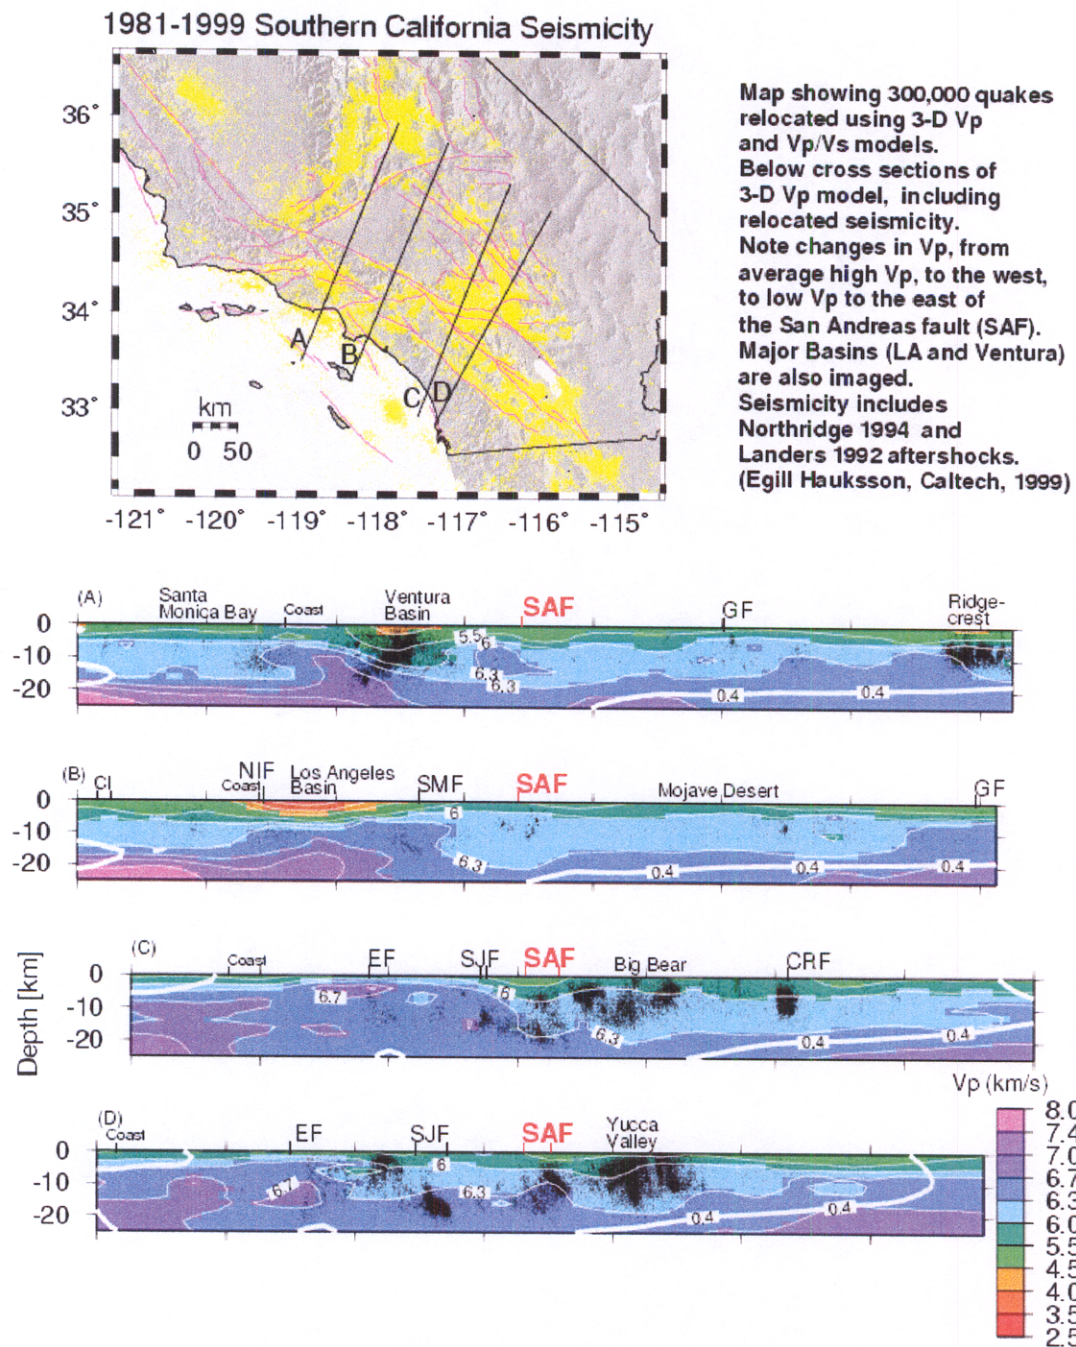 1981-1999 Southern California Seismicity
36°
35°
34°
33°
A
B
C
D
km
0 50
-121° -120° -119° -118° -117° -116° -115°
Map showing 300,000 quakes
relocated using 3-D Vp
and Vp/Vs models.
Below cross sections of
3-D Vp model, including
relocated seismicity.
Note changes in Vp, from
average high Vp, to the west,
to low Vp to the east of
the San Andreas fault (SAF).
Major Basins (LA and Ventura)
are also imaged.
Seismicity includes
Northridge 1994 and
Landers 1992 aftershocks.
(Egill Hauksson, Caltech, 1999)
(A)
Santa
Monica Bay
Coast
Ventura
Basin
SAF
GF
Ridge-
crest
0
-10
-20
5.5
6
6.3
6.3
0.4
0.4
(B)
CI
NIF
Coast
Los Angeles
Basin
SMF
SAF
Mojave Desert
GF
0
-10
-20
6
6.3
0.4
0.4
0.4
(C)
Coast
EF
SJF
SAF
Big Bear
CRF
0
-10
-20
6.7
6
6.3
0.4
0.4
Depth [km]
(D)
Coast
EF
SJF
SAF
Yucca
Valley
0
-10
-20
6.7
6
6.3
0.4
0.4
Vp (km/s)
8.0
7.4
7.0
6.7
6.3
6.0
5.5
4.5
4.0
3.5
2.5